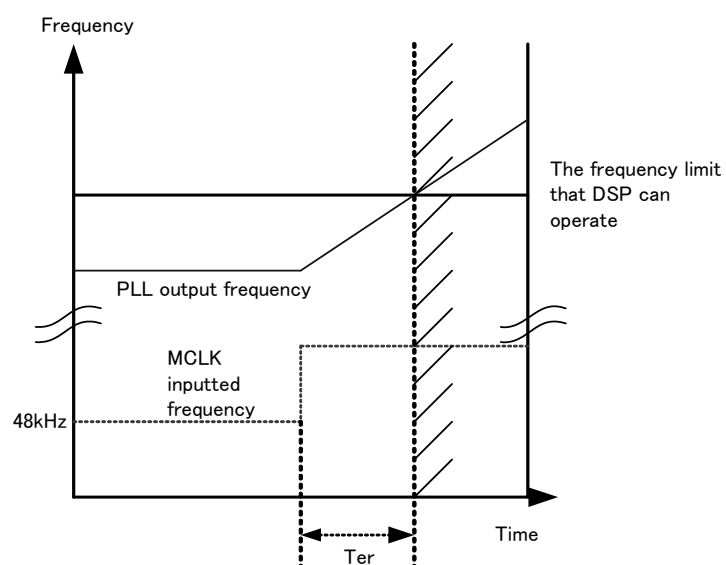 Frequency
The frequency limit
that DSP can
operate
PLL output frequency
MCLK
inputted
frequency
48kHz
Time
Ter